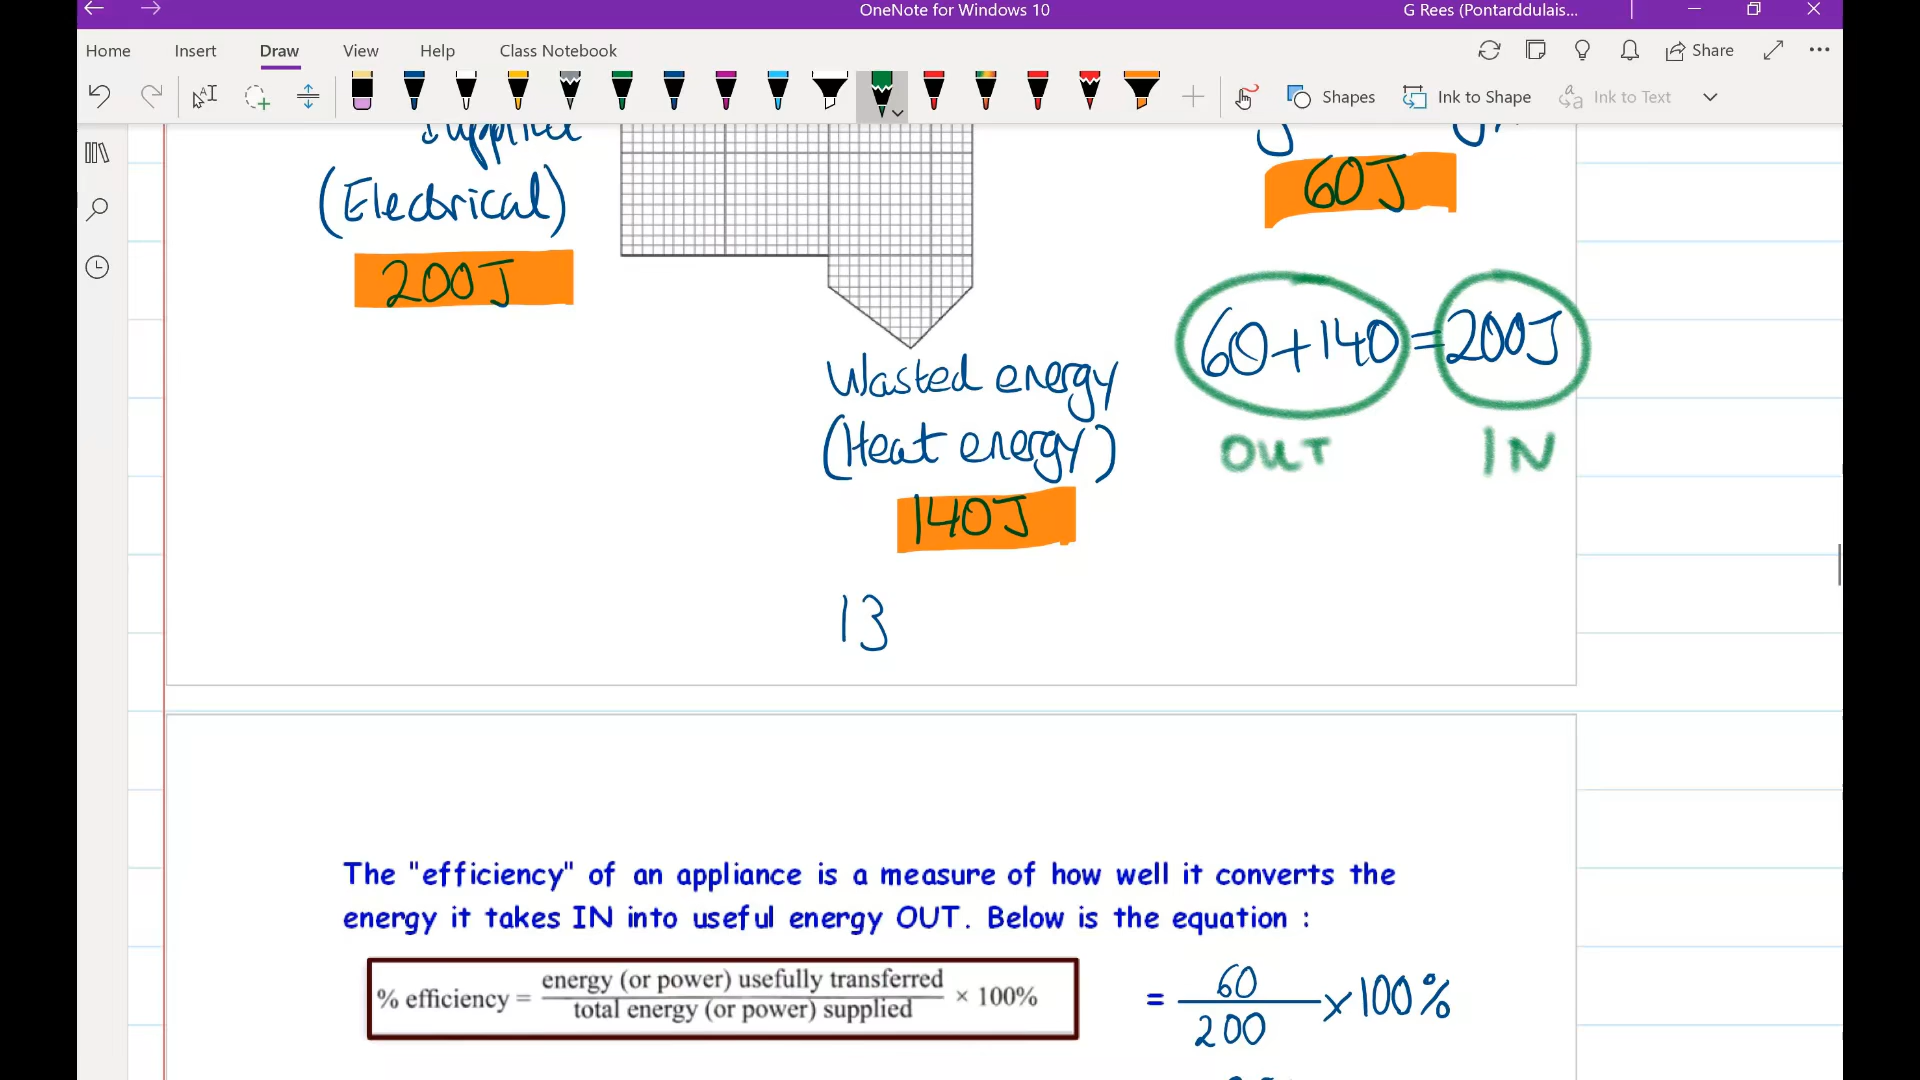 OneNote for Windows 10
G Rees (Pontarddulais...
Home Insert Draw View Help Class Notebook
Share
Shapes Ink to Shape Ink to Text
(Electrical)
200J
60J
60+140=200J
OUT IN
Wasted energy
(Heat energy)
140J
13
The "efficiency" of an appliance is a measure of how well it converts the
energy it takes IN into useful energy OUT. Below is the equation :
% efficiency = energy (or power) usefully transferred × 100%
total energy (or power) supplied
= 60 × 100%
200